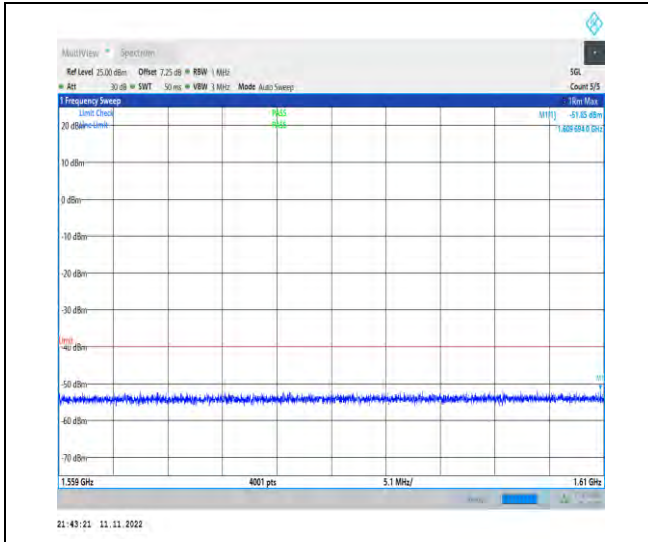 MultiView Spectrum
Ref Level 25.00 dBm Offset 7.25 dB RBW 1 MHz SGL
Att 30 dB SWT 50 ms VBW 3 MHz Mode Auto Sweep Count 5/5
1 Frequency Sweep 1Rm Max
Limit Check PASS M1[1] -51.65 dBm
20 dBm Line Limit PASS 1.609 694 0 GHz
10 dBm
0 dBm
-10 dBm
-20 dBm
-30 dBm
Limit
-40 dBm
M1
-50 dBm
-60 dBm
-70 dBm
1.559 GHz 4001 pts 5.1 MHz/ 1.61 GHz
21:43:21 11.11.2022